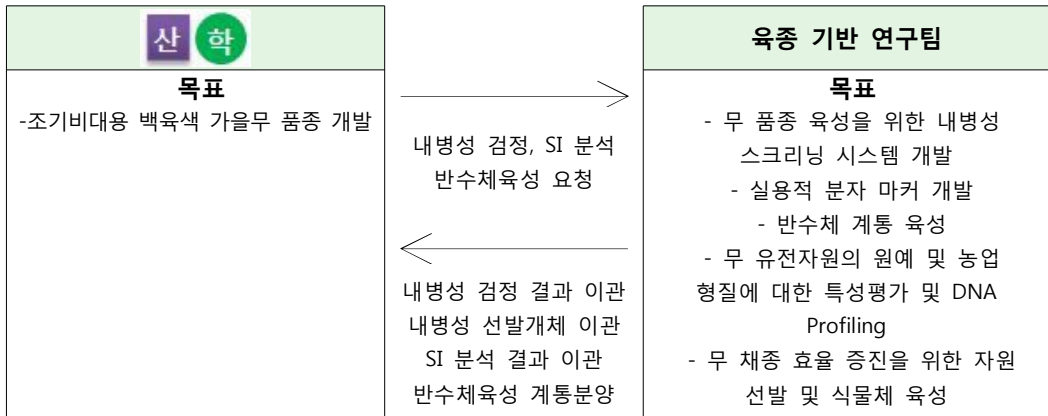 산 학
목표
-조기비대용 백육색 가을무 품종 개발
내병성 검정, SI 분석
반수체육성 요청
내병성 검정 결과 이관
내병성 선발개체 이관
SI 분석 결과 이관
반수체육성 계통분양
육종 기반 연구팀
목표
- 무 품종 육성을 위한 내병성
스크리닝 시스템 개발
- 실용적 분자 마커 개발
- 반수체 계통 육성
- 무 유전자원의 원예 및 농업
형질에 대한 특성평가 및 DNA
Profiling
- 무 채종 효율 증진을 위한 자원
선발 및 식물체 육성